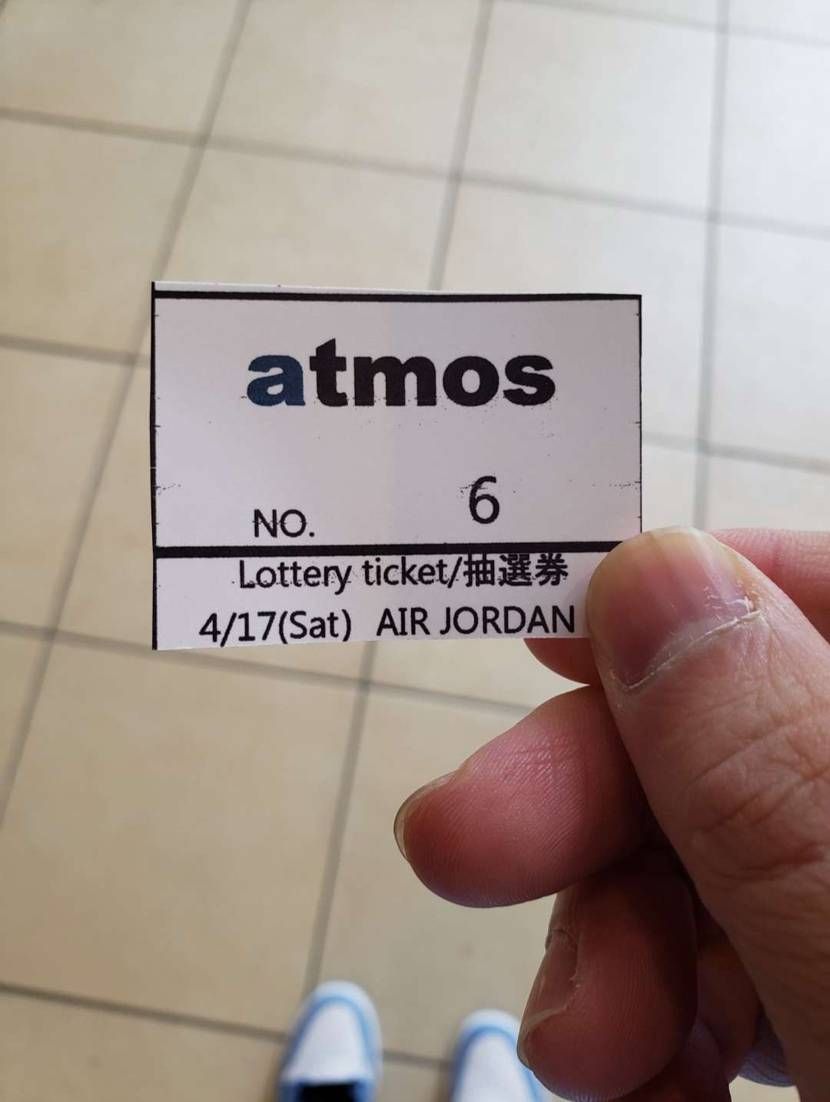 atmos
NO. 6
Lottery ticket/抽選券
4/17(Sat) AIR JORDAN